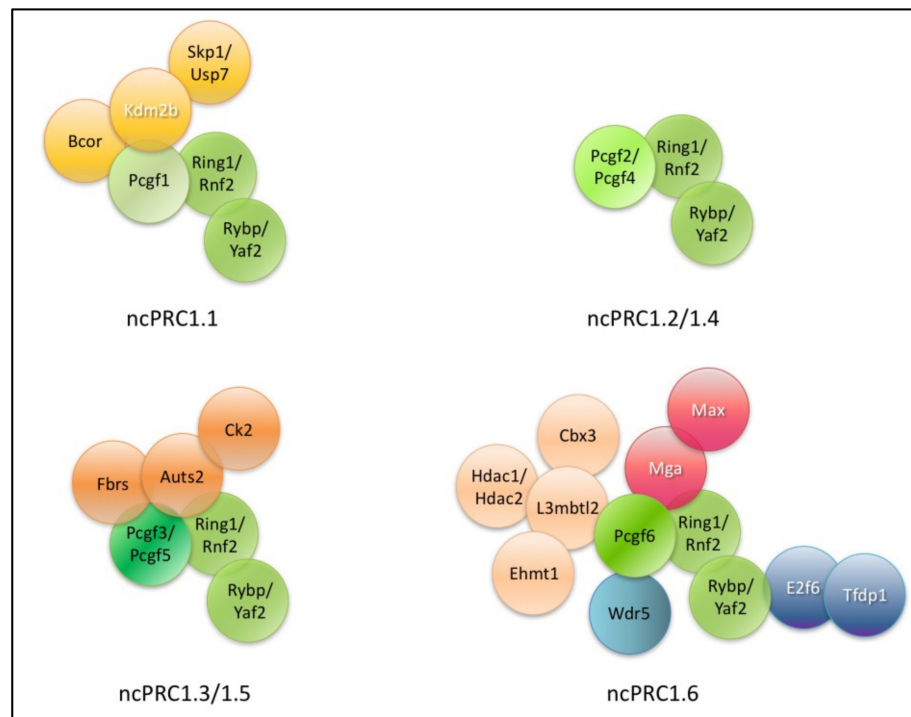 Skp1/
Usp7
Kdm2b
Bcor
Pcgf1
Ring1/
Rnf2
Rybp/
Yaf2
ncPRC1.1
Pcgf2/
Pcgf4
Ring1/
Rnf2
Rybp/
Yaf2
ncPRC1.2/1.4
Ck2
Auts2
Fbrs
Pcgf3/
Pcgf5
Ring1/
Rnf2
Rybp/
Yaf2
ncPRC1.3/1.5
Max
Cbx3
Mga
Hdac1/
Hdac2
L3mbtl2
Pcgf6
Ring1/
Rnf2
Ehmt1
Wdr5
Rybp/
Yaf2
E2f6
Tfdp1
ncPRC1.6